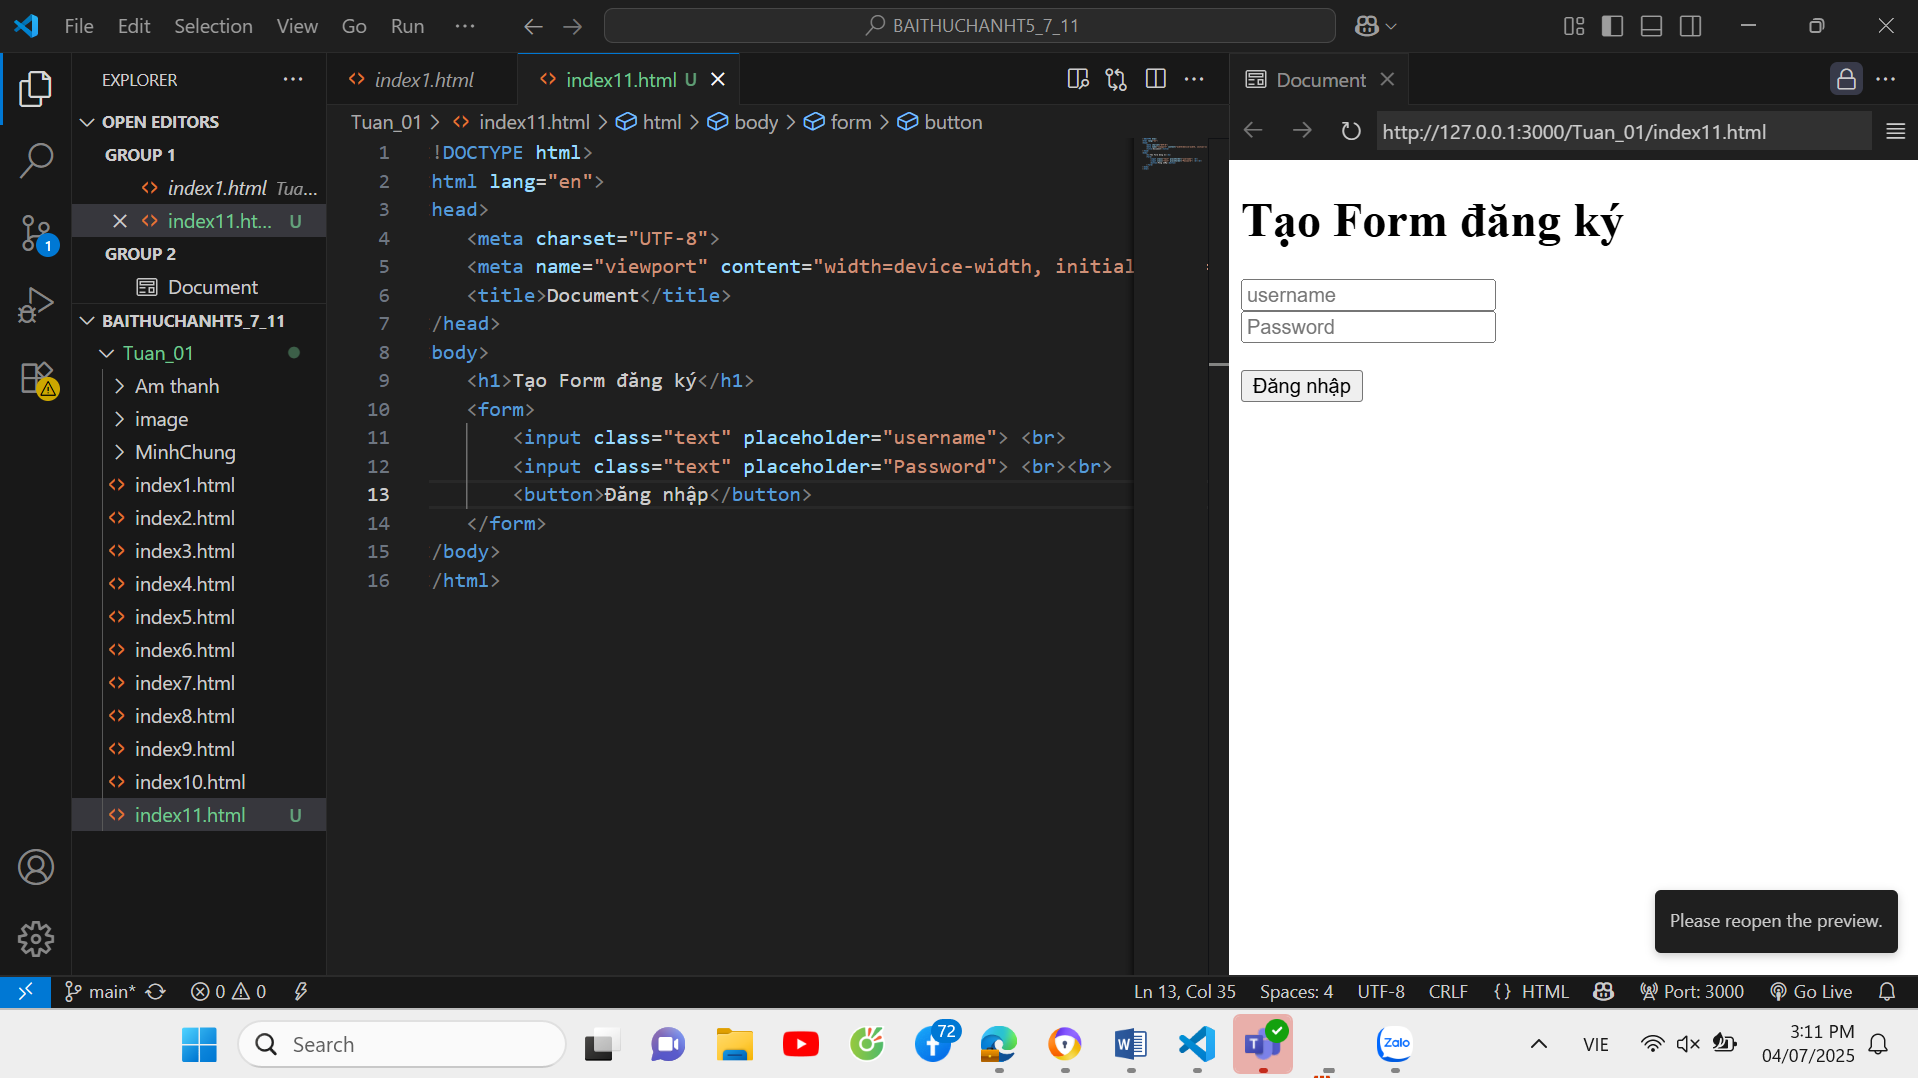 File Edit Selection View Go Run ... BAITHUCHANHT5_7_11
EXPLORER
OPEN EDITORS
GROUP 1
index1.html Tua...
index11.ht... U
GROUP 2
Document
BAITHUCHANHT5_7_11
Tuan_01
Am thanh
image
MinhChung
index1.html
index2.html
index3.html
index4.html
index5.html
index6.html
index7.html
index8.html
index9.html
index10.html
index11.html U
1
index1.html index11.html U
Tuan_01 > index11.html > html > body > form > button
1 !DOCTYPE html>
2 html lang="en">
3 head>
4 <meta charset="UTF-8">
5 <meta name="viewport" content="width=device-width, initial
6 <title>Document</title>
7 /head>
8 body>
9 <h1>Tạo Form đăng ký</h1>
10 <form>
11 <input class="text" placeholder="username"> <br>
12 <input class="text" placeholder="Password"> <br><br>
13 <button>Đăng nhập</button>
14 </form>
15 /body>
16 /html>
Document
http://127.0.0.1:3000/Tuan_01/index11.html
Tạo Form đăng ký
username
Password
Đăng nhập
Please reopen the preview.
main* 0 0 Ln 13, Col 35 Spaces: 4 UTF-8 CRLF {} HTML Port: 3000 Go Live
Search 72 W T Zalo VIE 3:11 PM
04/07/2025